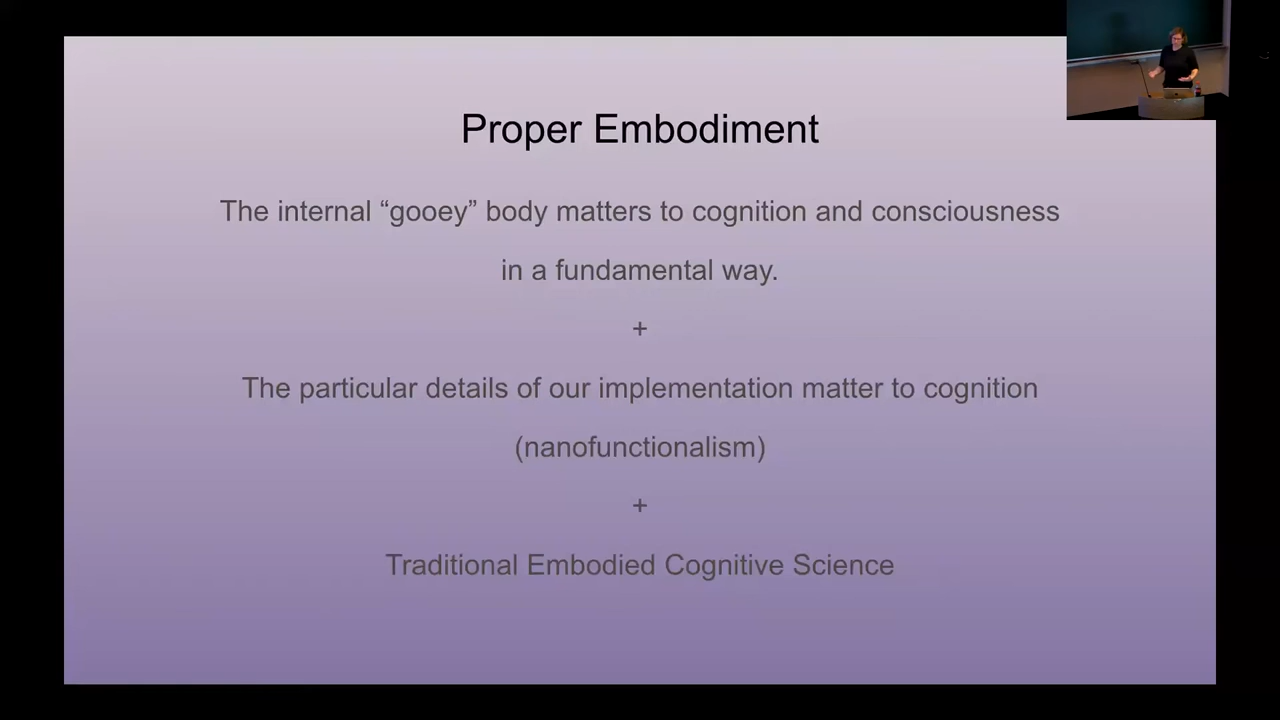 Proper Embodiment
The internal “gooey” body matters to cognition and consciousness
in a fundamental way.
+
The particular details of our implementation matter to cognition
(nanofunctionalism)
+
Traditional Embodied Cognitive Science